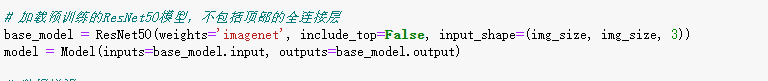 # 加载预训练的ResNet50模型，不包括顶部的全连接层
base_model = ResNet50(weights='imagenet', include_top=False, input_shape=(img_size, img_size, 3))
model = Model(inputs=base_model.input, outputs=base_model.output)